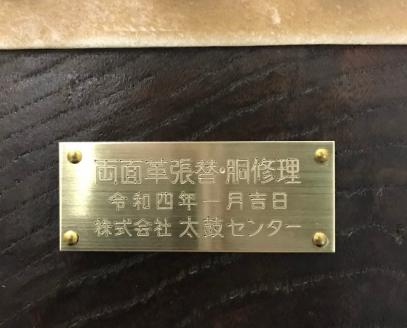 両面革張替・胴修理
令和四年一月吉日
株式会社 太鼓センター